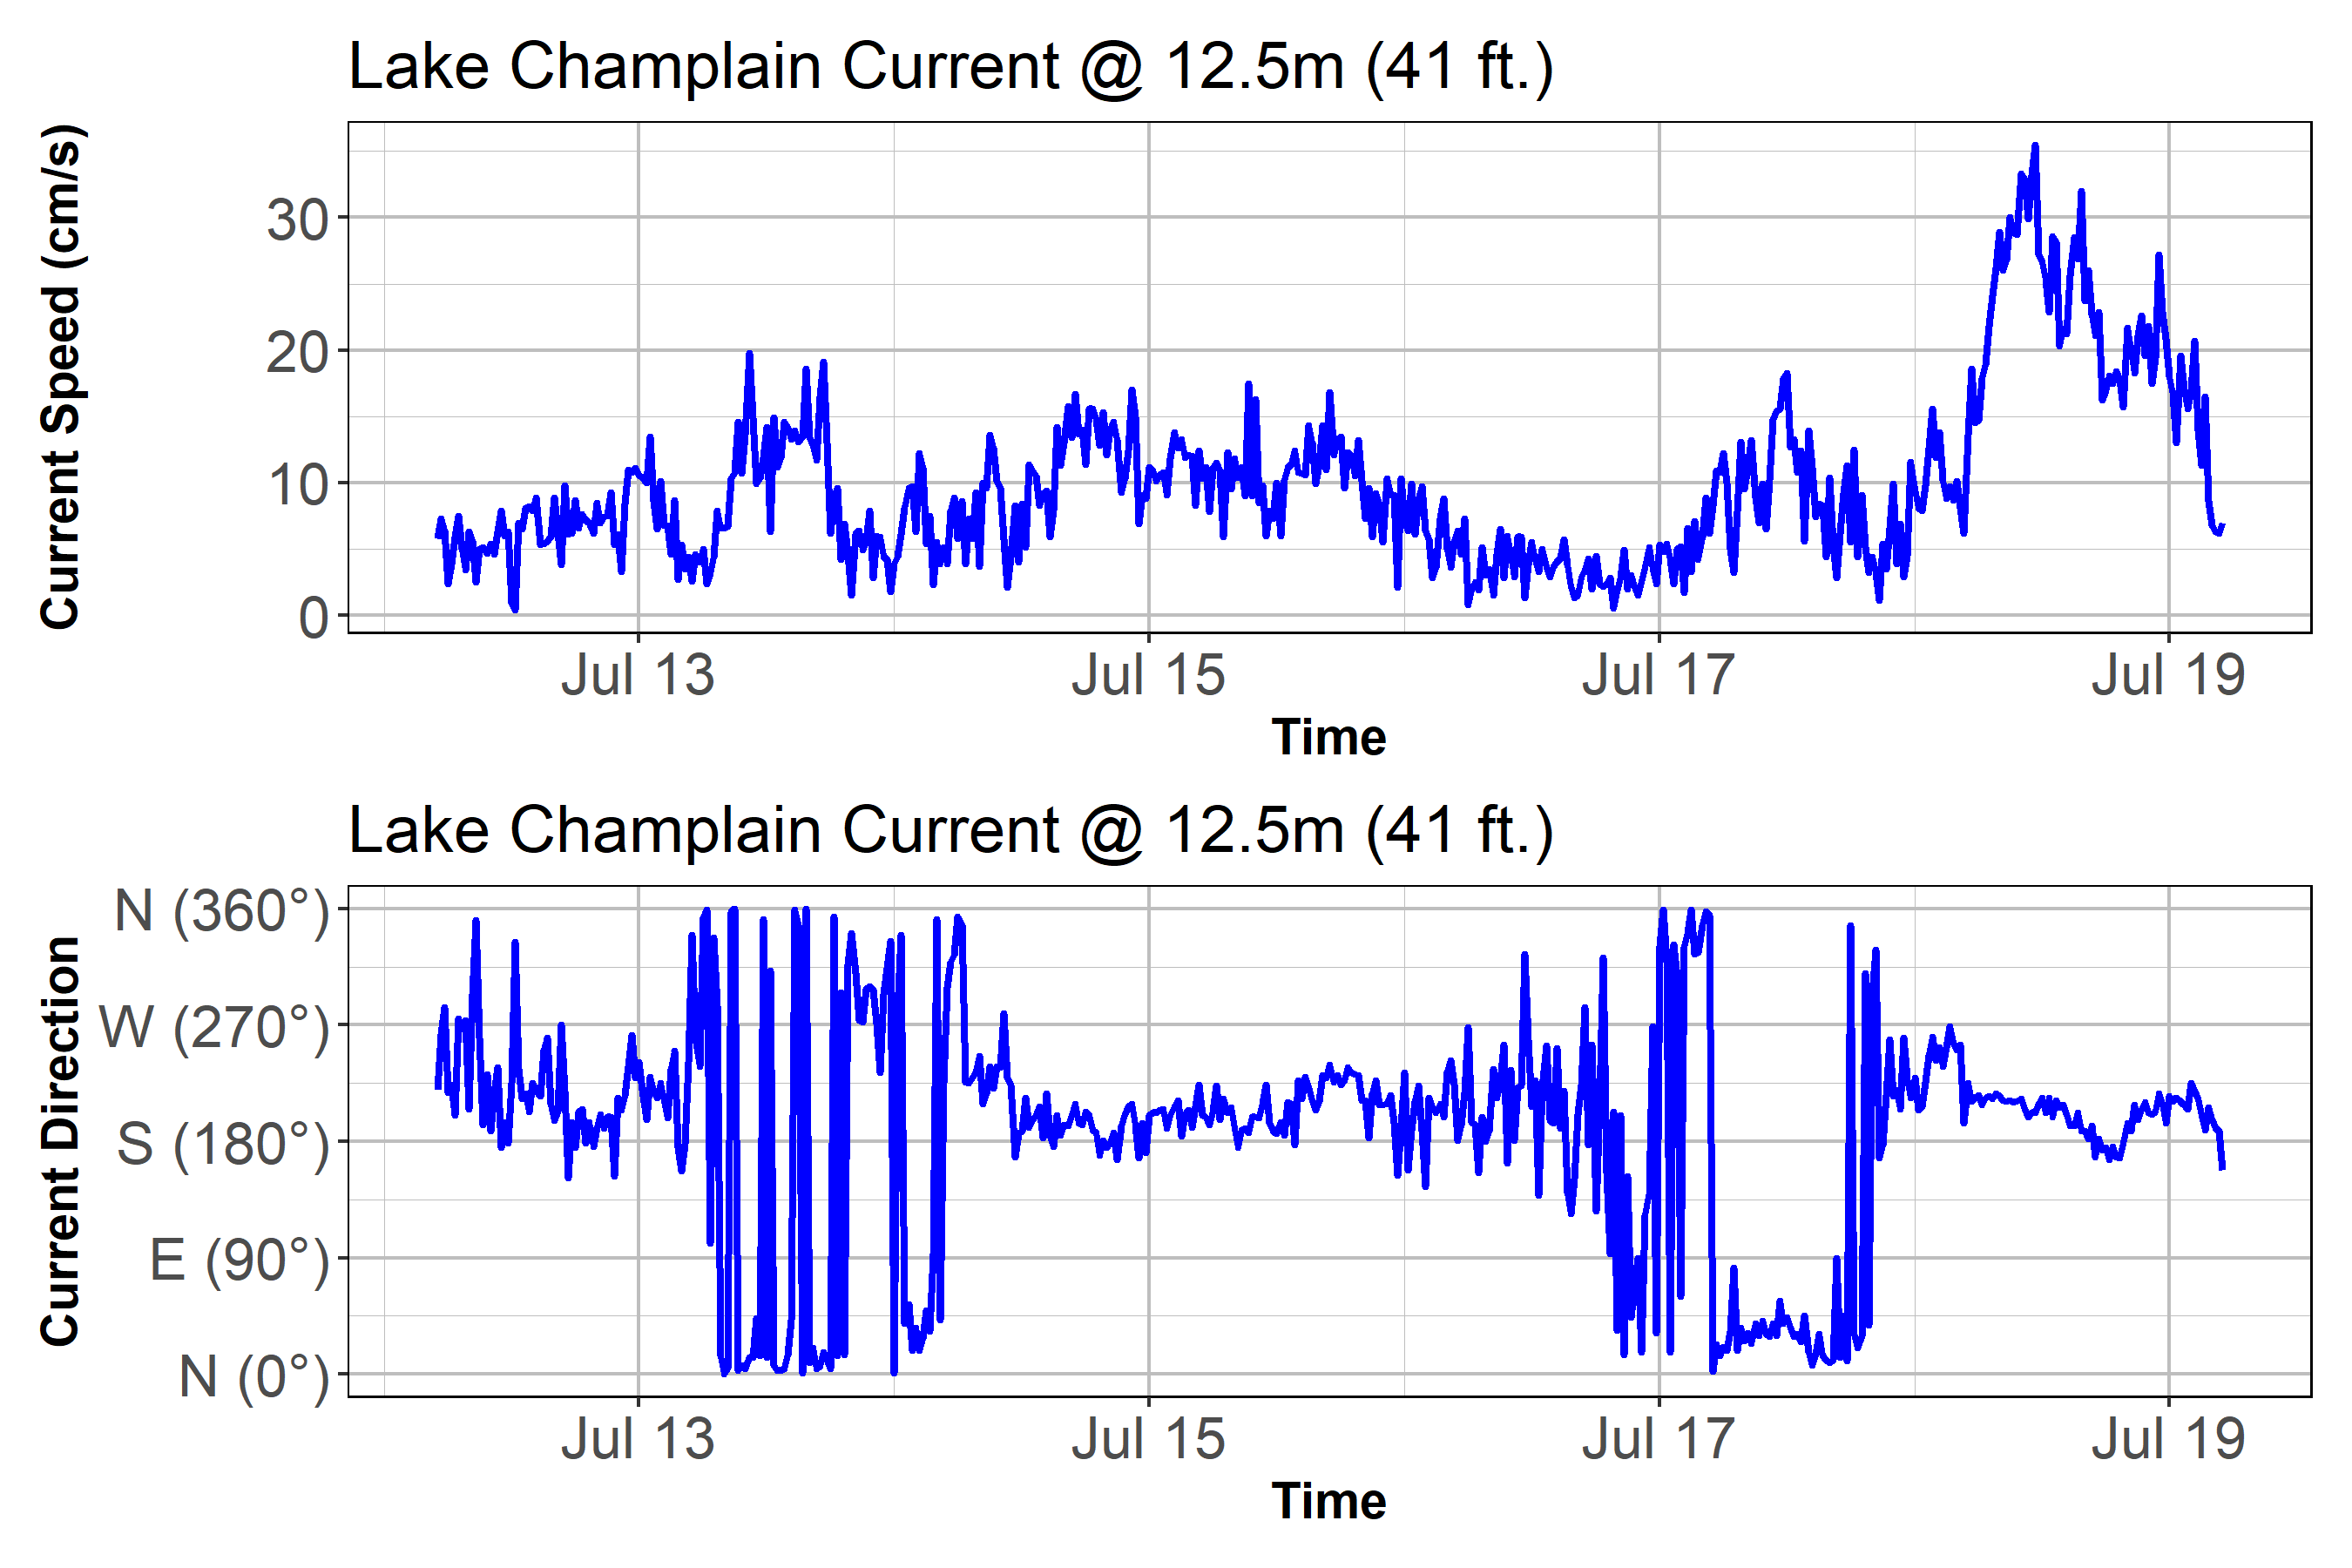 Lake Champlain Current @ 12.5m (41 ft.)
Current Speed (cm/s)
30
20
10
0
Jul 13 Jul 15 Jul 17 Jul 19
Time
Lake Champlain Current @ 12.5m (41 ft.)
Current Direction
N (360°)
W (270°)
S (180°)
E (90°)
N (0°)
Jul 13 Jul 15 Jul 17 Jul 19
Time